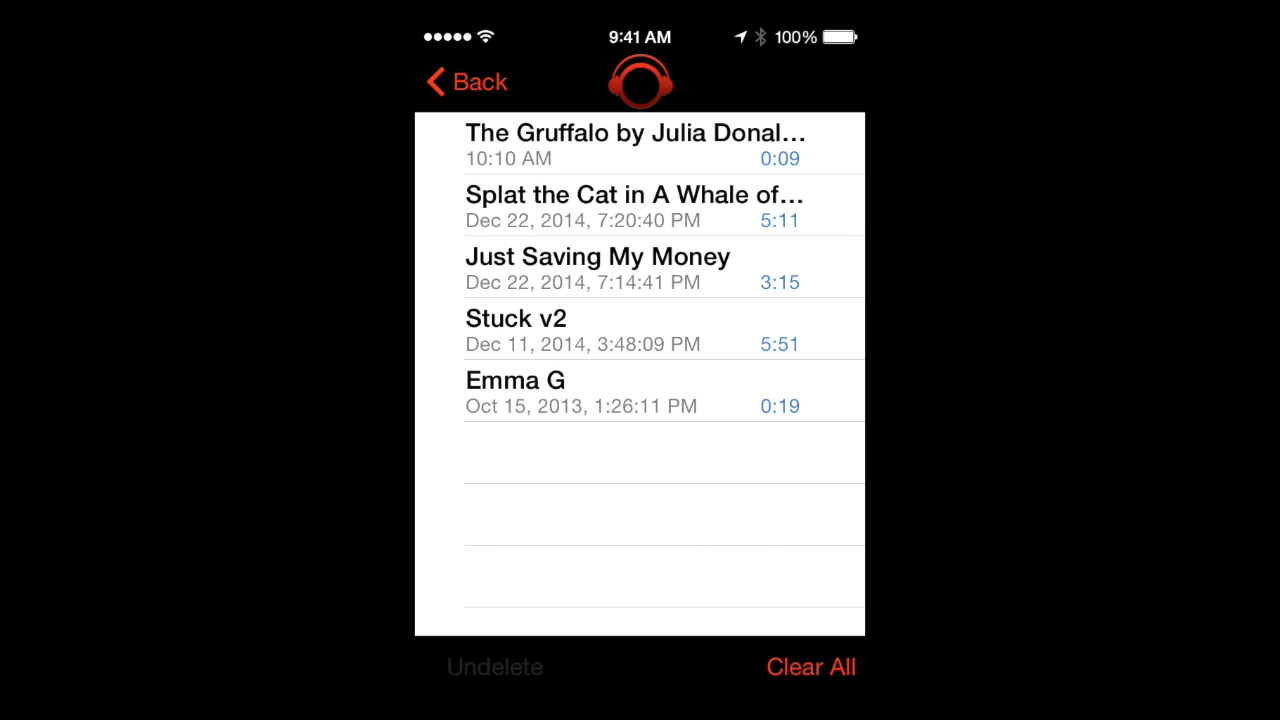 9:41 AM
100%
Back
The Gruffalo by Julia Donal...
10:10 AM 0:09
Splat the Cat in A Whale of...
Dec 22, 2014, 7:20:40 PM 5:11
Just Saving My Money
Dec 22, 2014, 7:14:41 PM 3:15
Stuck v2
Dec 11, 2014, 3:48:09 PM 5:51
Emma G
Oct 15, 2013, 1:26:11 PM 0:19
Undelete
Clear All